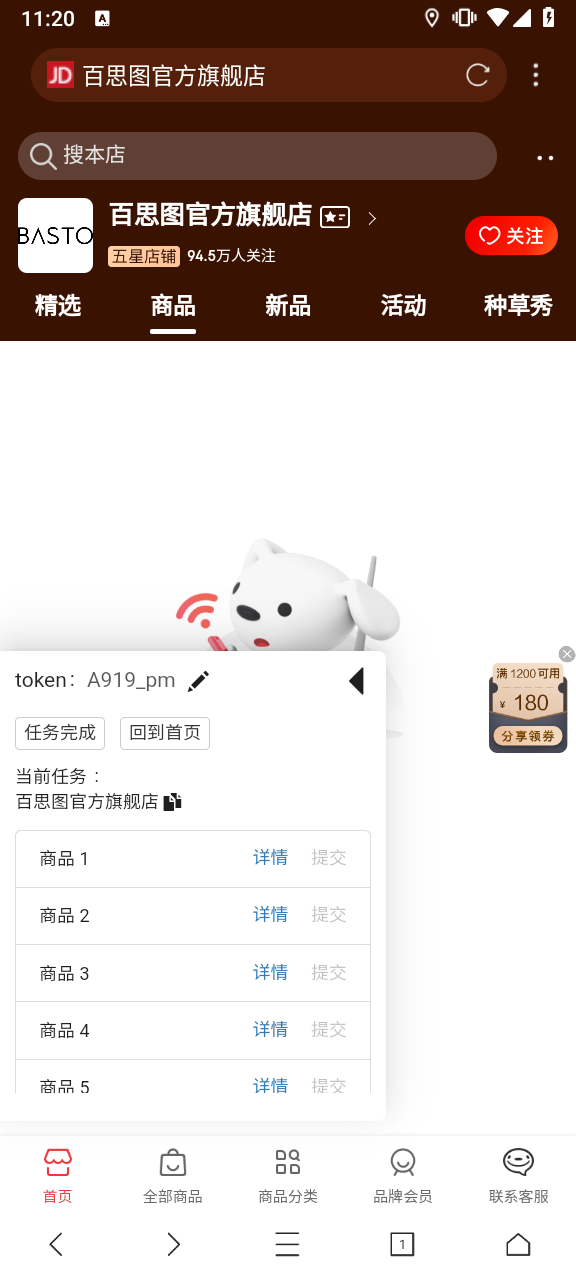 11:20
A
JD 百思图官方旗舰店
搜本店
BASTO
百思图官方旗舰店
五星店铺 94.5万人关注
关注
精选 商品 新品 活动 种草秀
满1200可用
¥ 180
分享领券
token: A919_pm
任务完成 回到首页
当前任务：
百思图官方旗舰店
商品 1 详情 提交
商品 2 详情 提交
商品 3 详情 提交
商品 4 详情 提交
商品 5 详情 提交
首页 全部商品 商品分类 品牌会员 联系客服
1